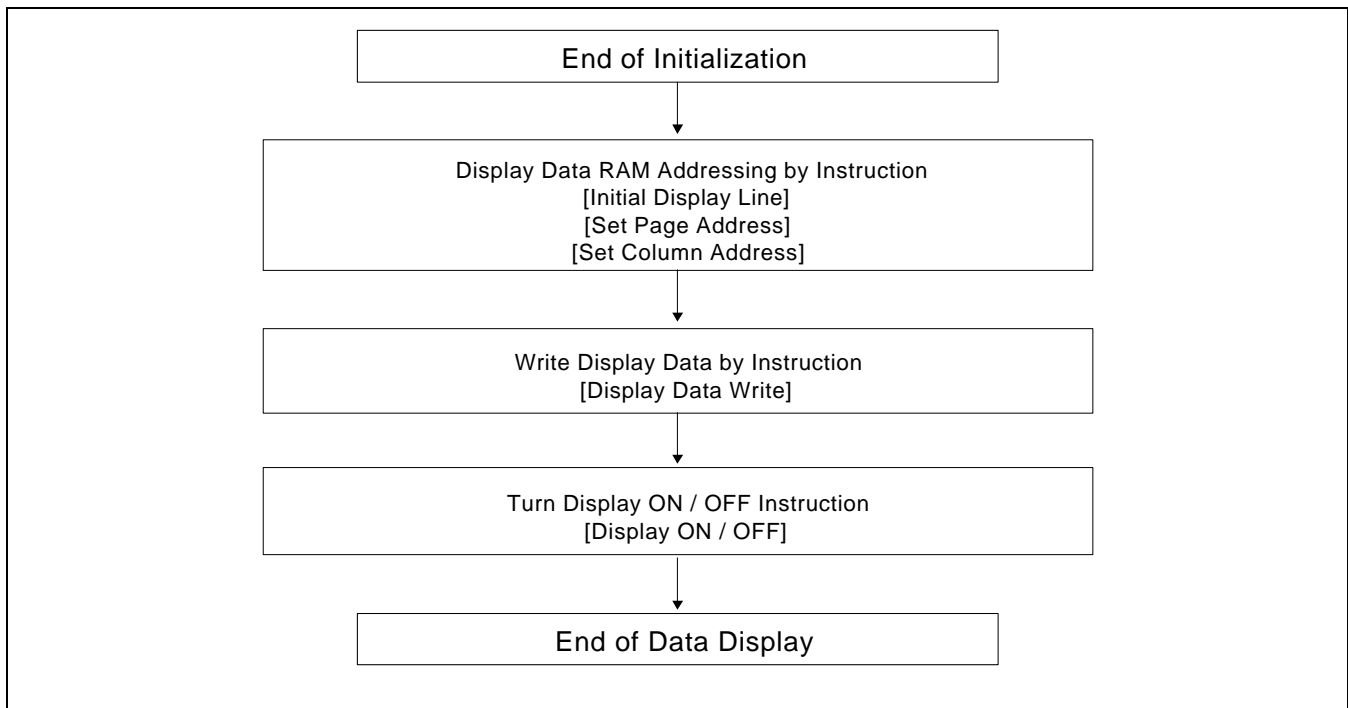 End of Initialization
Display Data RAM Addressing by Instruction
[Initial Display Line]
[Set Page Address]
[Set Column Address]
Write Display Data by Instruction
[Display Data Write]
Turn Display ON / OFF Instruction
[Display ON / OFF]
End of Data Display